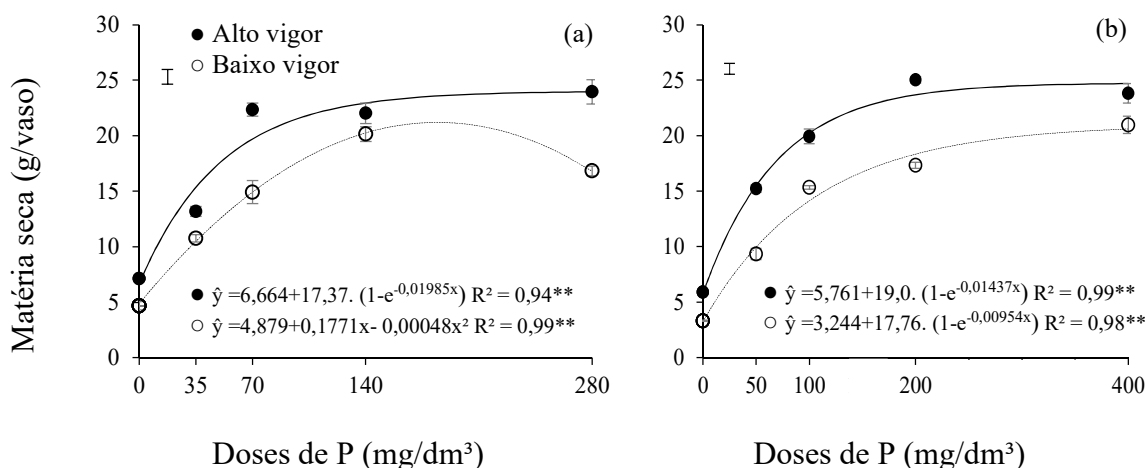 Matéria seca (g/vaso)
30
25
20
15
10
5
0
Alto vigor
Baixo vigor
(a)
ŷ =6,664+17,37. (1-e^-0,01985x) R² = 0,94**
ŷ =4,879+0,1771x- 0,00048x² R² = 0,99**
0 35 70 140 280
Doses de P (mg/dm³)
30
25
20
15
10
5
0
(b)
ŷ =5,761+19,0. (1-e^-0,01437x) R² = 0,99**
ŷ =3,244+17,76. (1-e^-0,00954x) R² = 0,98**
0 50 100 200 400
Doses de P (mg/dm³)